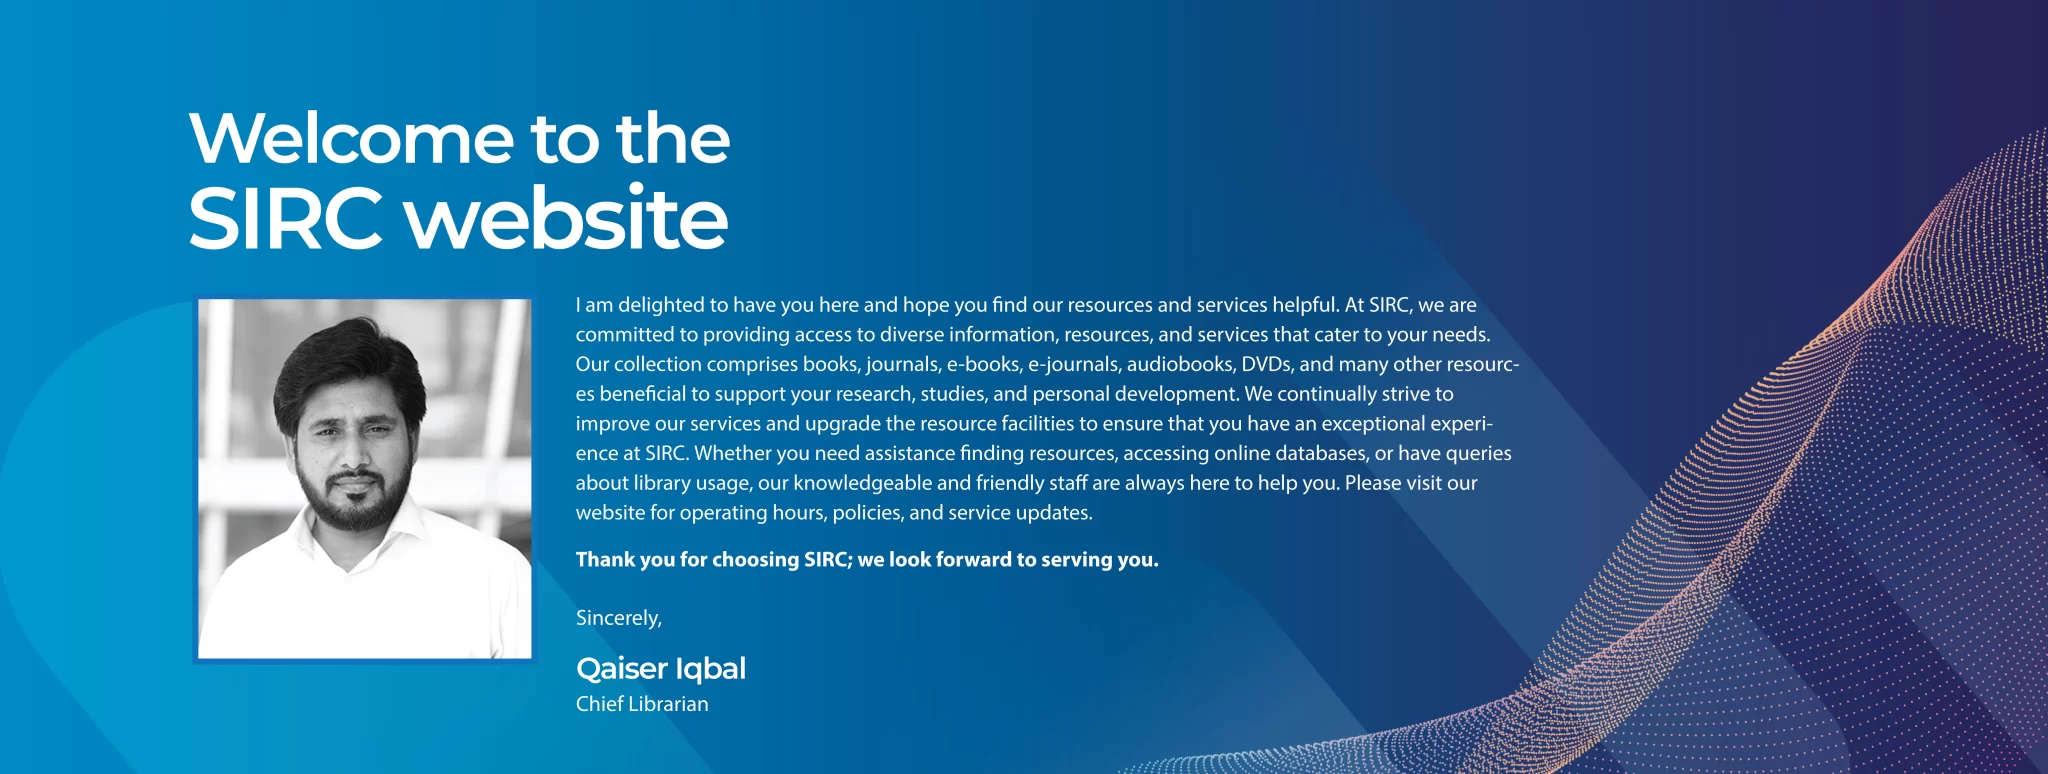 Welcome to the
SIRC website
I am delighted to have you here and hope you find our resources and services helpful. At SIRC, we are
committed to providing access to diverse information, resources, and services that cater to your needs.
Our collection comprises books, journals, e-books, e-journals, audiobooks, DVDs, and many other resourc-
es beneficial to support your research, studies, and personal development. We continually strive to
improve our services and upgrade the resource facilities to ensure that you have an exceptional experi-
ence at SIRC. Whether you need assistance finding resources, accessing online databases, or have queries
about library usage, our knowledgeable and friendly staff are always here to help you. Please visit our
website for operating hours, policies, and service updates.
Thank you for choosing SIRC; we look forward to serving you.
Sincerely,
Qaiser Iqbal
Chief Librarian